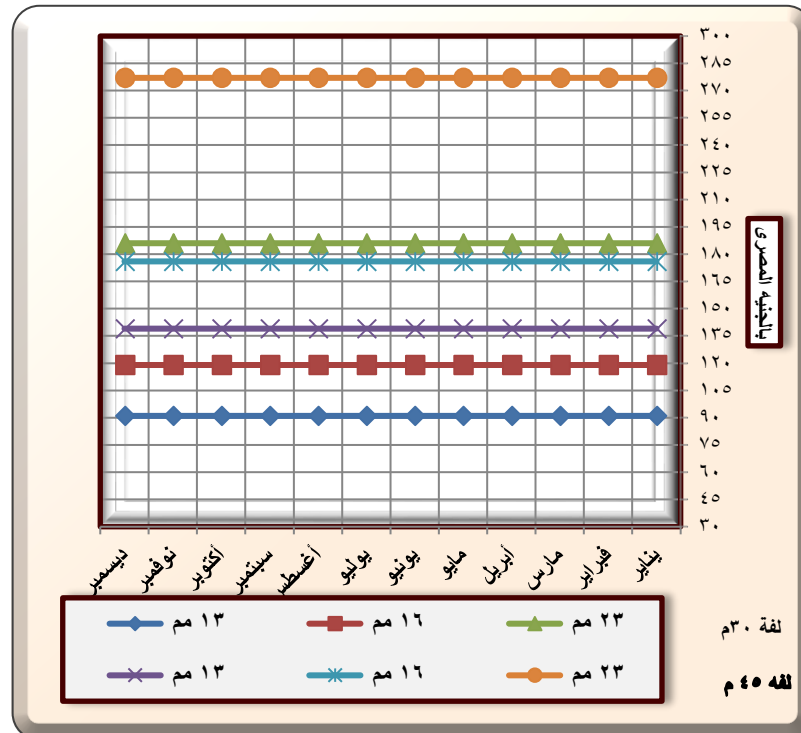 ٣٠٠
٢٨٥
٢٧٠
٢٥٥
٢٤٠
٢٢٥
٢١٠
١٩٥
١٨٠
١٦٥
١٥٠
١٣٥
١٢٠
١٠٥
٩٠
٧٥
٦٠
٤٥
٣٠
بالجنيه المصرى
يناير
فبراير
مارس
أبريل
مايو
يونيو
يوليو
أغسطس
سبتمبر
أكتوبر
نوفمبر
ديسمبر
لفة ٣٠م
٢٣ مم
١٦ مم
١٣ مم
لفه ٤٥ م
٢٣ مم
١٦ مم
١٣ مم